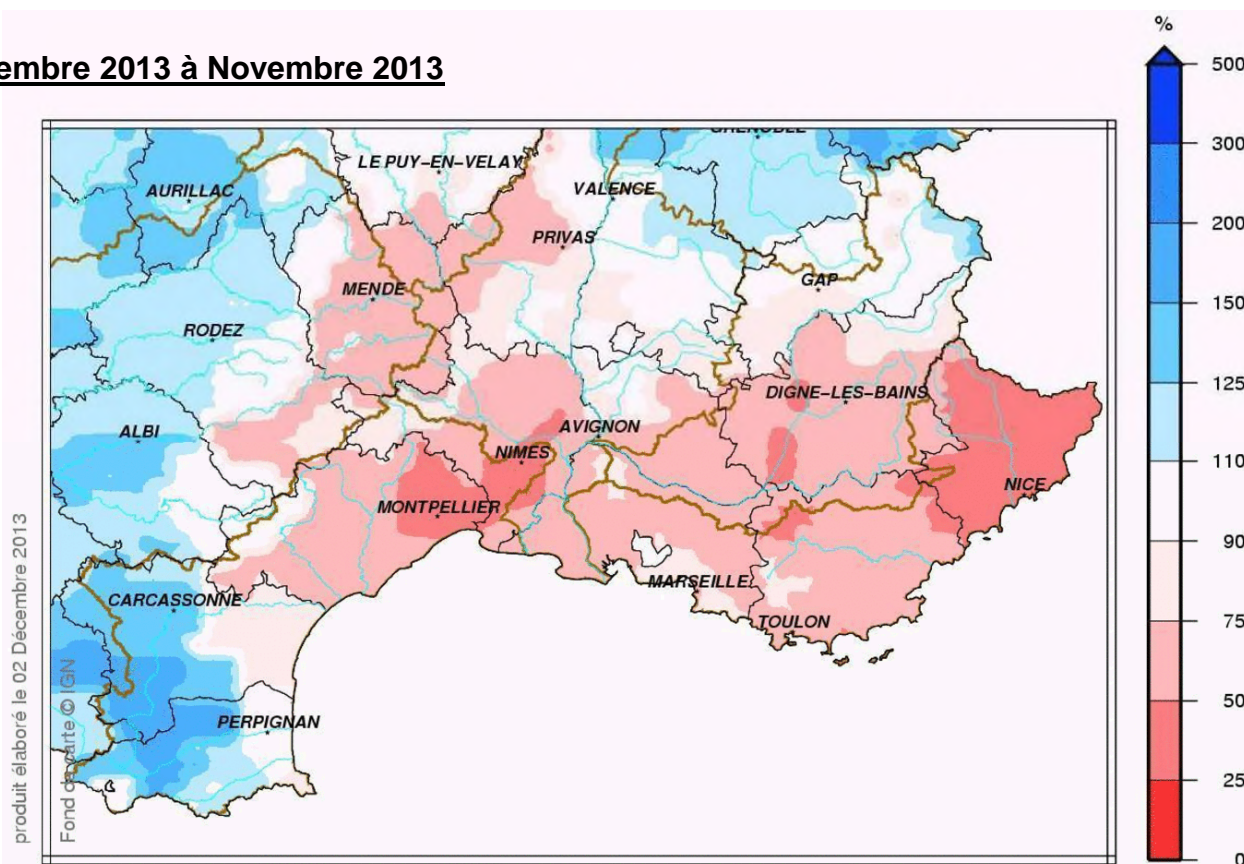 %
embre 2013 à Novembre 2013
500
GRENOBLE
300
LE PUY-EN-VELAY
AURILLAC
VALENCE
200
PRIVAS
GAP
MENDE
150
RODEZ
125
DIGNE-LES-BAINS
AVIGNON
ALBI
NIMES
110
NICE
MONTPELLIER
90
MARSEILLE
CARCASSONNE
75
TOULON
50
PERPIGNAN
25
0
produit élaboré le 02 Décembre 2013
Fond de carte © IGN